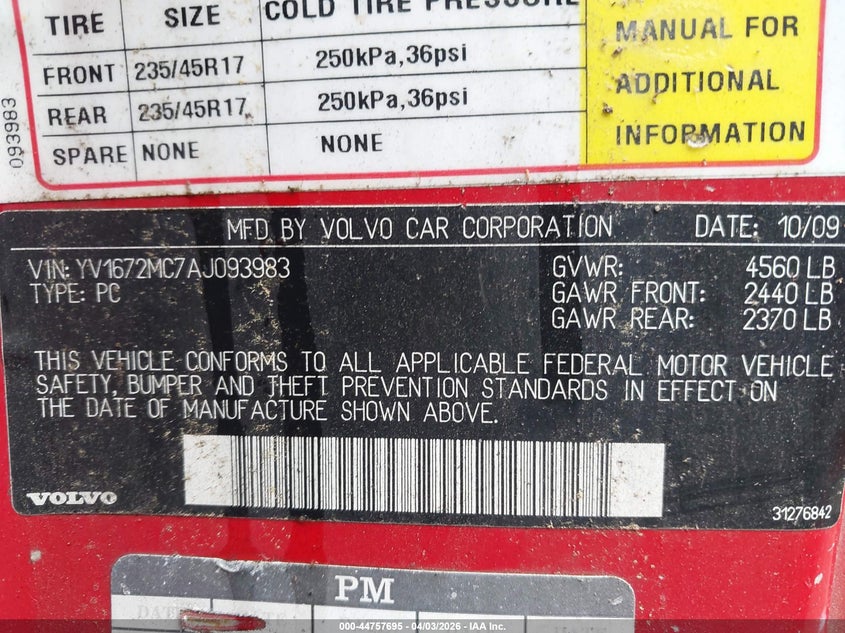 COLD TIRE PRESSURE
TIRE SIZE
FRONT 235/45R17 250kPa,36psi
REAR 235/45R17 250kPa,36psi
SPARE NONE NONE
MANUAL FOR
ADDITIONAL
INFORMATION
093983
MFD BY VOLVO CAR CORPORATION DATE: 10/09
VIN: YV1672MC7AJ093983 GVWR: 4560 LB
TYPE: PC GAWR FRONT: 2440 LB
GAWR REAR: 2370 LB
THIS VEHICLE CONFORMS TO ALL APPLICABLE FEDERAL MOTOR VEHICLE
SAFETY, BUMPER AND THEFT PREVENTION STANDARDS IN EFFECT ON
THE DATE OF MANUFACTURE SHOWN ABOVE.
VOLVO
31276842
PM
DATE
000-44757695 - 04/03/2026 - IAA Inc.